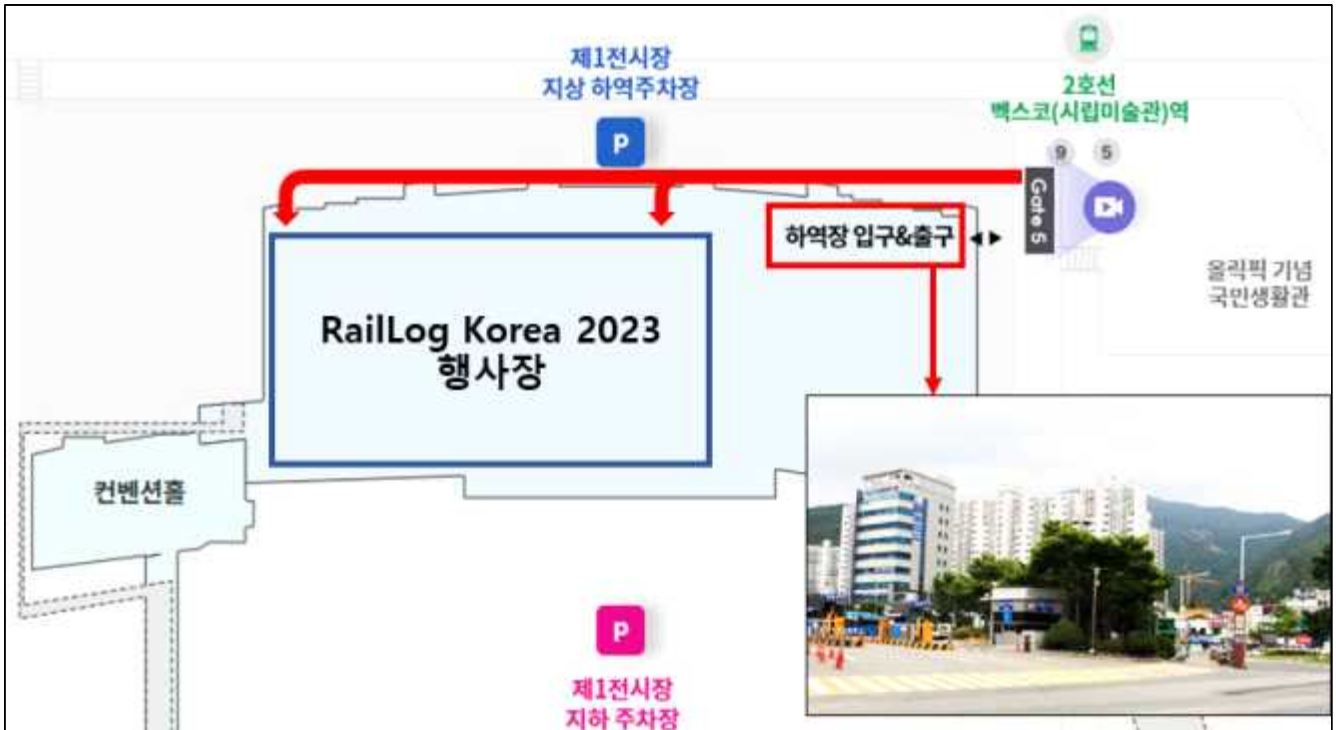 제1전시장
지상 하역주차장
P
2호선
벡스코(시립미술관)역
9 5
Gate 5
하역장 입구&출구
올림픽 기념
국민생활관
RailLog Korea 2023
행사장
컨벤션홀
P
제1전시장
지하 주차장